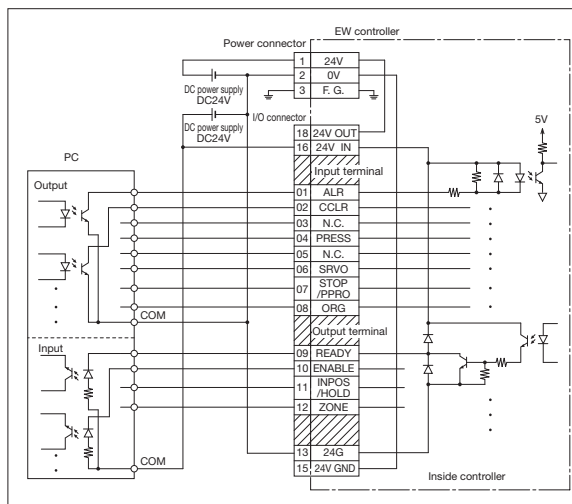 EW controller
Power connector
1 24V
2 0V
3 F. G.
DC power supply
DC24V
DC power supply
DC24V
I/O connector
18 24V OUT
16 24V IN
5V
PC
Input terminal
Output
01 ALR
02 CCLR
03 N.C.
04 PRESS
05 N.C.
06 SRVO
07 STOP
/PPRO
08 ORG
COM
Output terminal
Input
09 READY
10 ENABLE
11 INPOS
/HOLD
12 ZONE
COM
13 24G
15 24V GND
Inside controller